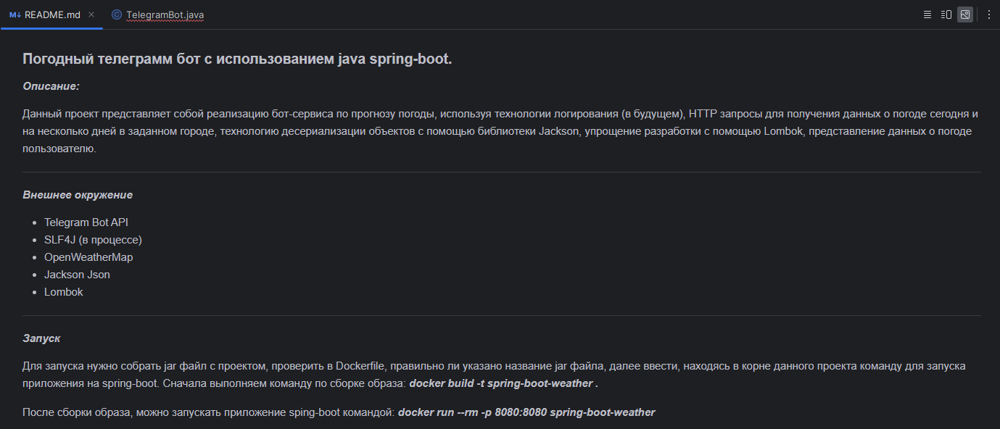 M↓ README.md ×
© TelegramBot.java
Погодный телеграмм бот с использованием java spring-boot.
Описание:
Данный проект представляет собой реализацию бот-сервиса по прогнозу погоды, используя технологии логирования (в будущем), HTTP запросы для получения данных о погоде сегодня и
на несколько дней в заданном городе, технологию десериализации объектов с помощью библиотеки Jackson, упрощение разработки с помощью Lombok, представление данных о погоде
пользователю.
Внешнее окружение
• Telegram Bot API
• SLF4J (в процессе)
• OpenWeatherMap
• Jackson Json
• Lombok
Запуск
Для запуска нужно собрать jar файл с проектом, проверить в Dockerfile, правильно ли указано название jar файла, далее ввести, находясь в корне данного проекта команду для запуска
приложения на spring-boot. Сначала выполняем команду по сборке образа: docker build -t spring-boot-weather .
После сборки образа, можно запускать приложение sping-boot командой: docker run --rm -p 8080:8080 spring-boot-weather